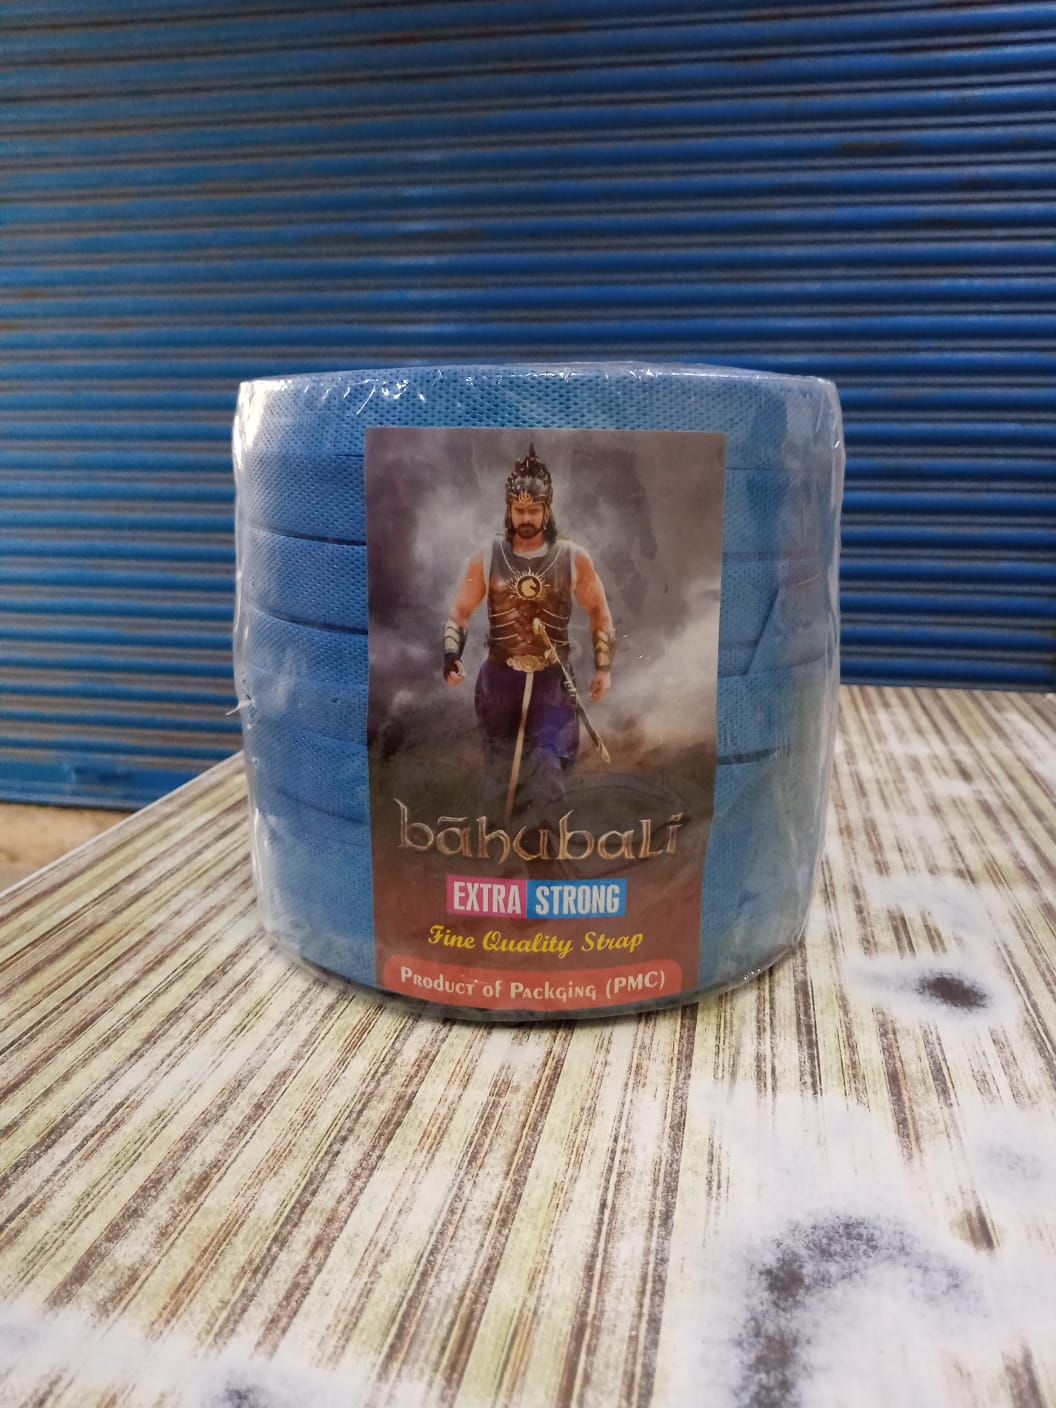 bāhubali
EXTRA STRONG
Fine Quality Strap
Product of Packging (PMC)